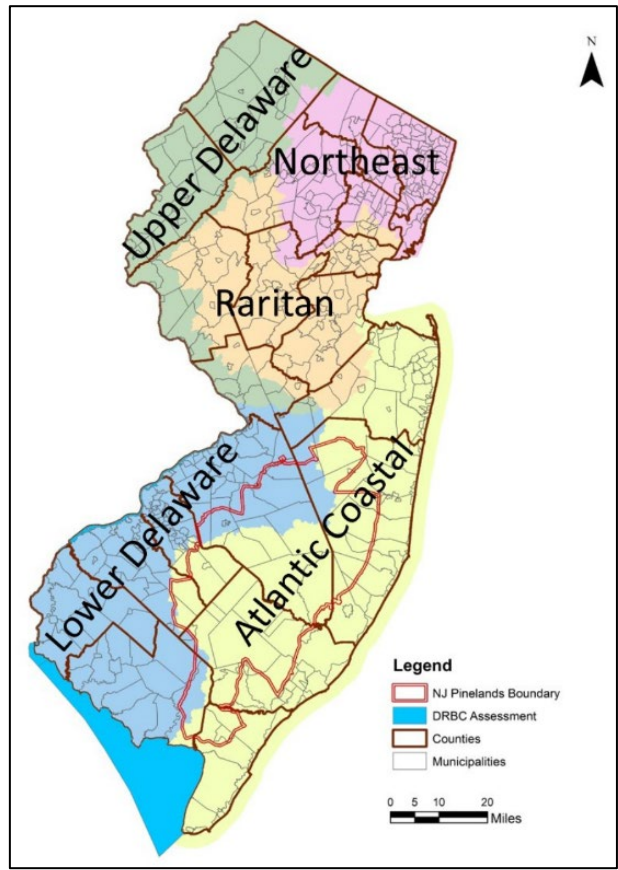 N
Upper Delaware
Northeast
Raritan
Lower Delaware
Atlantic Coastal
Legend
NJ Pinelands Boundary
DRBC Assessment
Counties
Municipalities
0 5 10 20
Miles